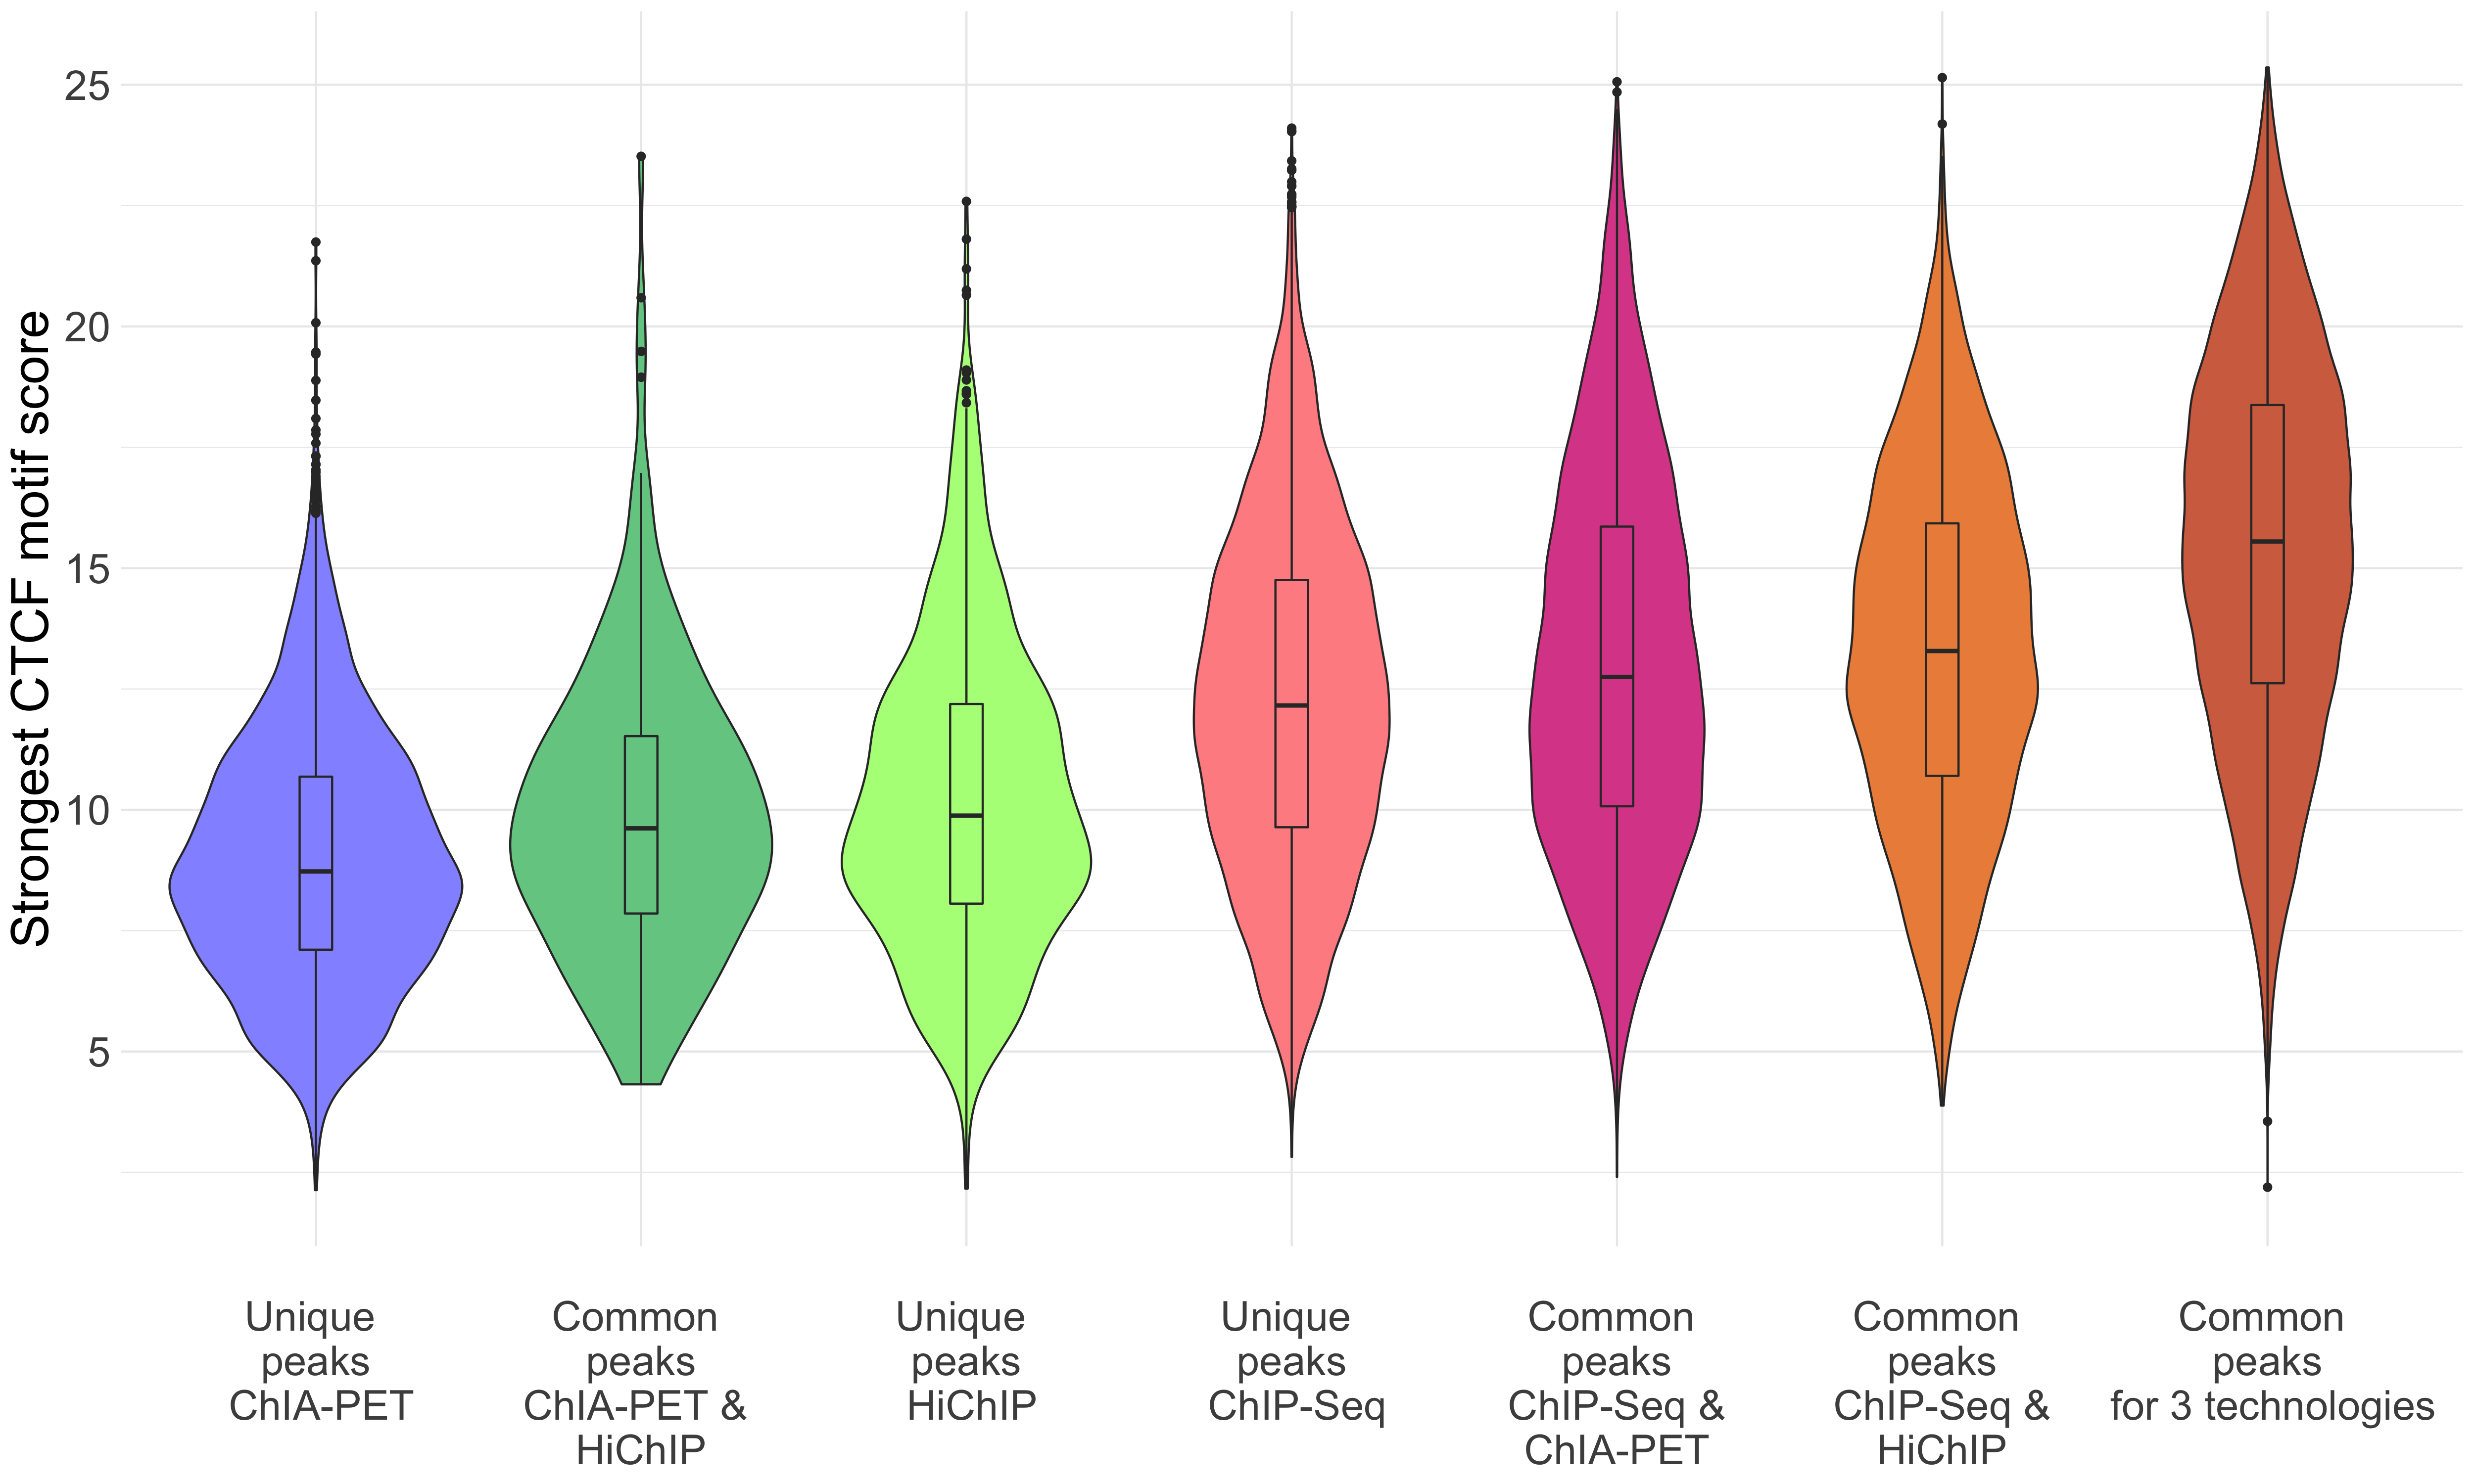 Strongest CTCF motif score
25
20
15
10
5
Unique
peaks
ChIA-PET
Common
peaks
ChIA-PET &
HiChIP
Unique
peaks
HiChIP
Unique
peaks
ChIP-Seq
Common
peaks
ChIP-Seq &
ChIA-PET
Common
peaks
ChIP-Seq &
HiChIP
Common
peaks
for 3 technologies